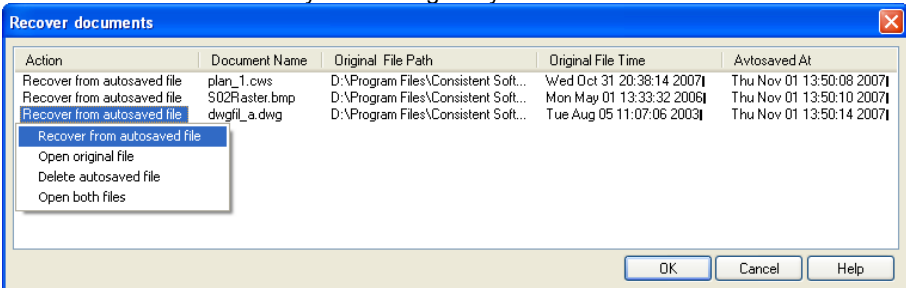 Recover documents
Action Document Name Original File Path Original File Time Avtosaved At
Recover from autosaved file plan_1.cws D:\Program Files\Consistent Soft... Wed Oct 31 20:38:14 2007 Thu Nov 01 13:50:08 2007
Recover from autosaved file S02Raster.bmp D:\Program Files\Consistent Soft... Mon May 01 13:33:32 2006 Thu Nov 01 13:50:10 2007
Recover from autosaved file dwgfil_a.dwg D:\Program Files\Consistent Soft... Tue Aug 05 11:07:06 2003 Thu Nov 01 13:50:14 2007
Recover from autosaved file
Open original file
Delete autosaved file
Open both files
OK Cancel Help